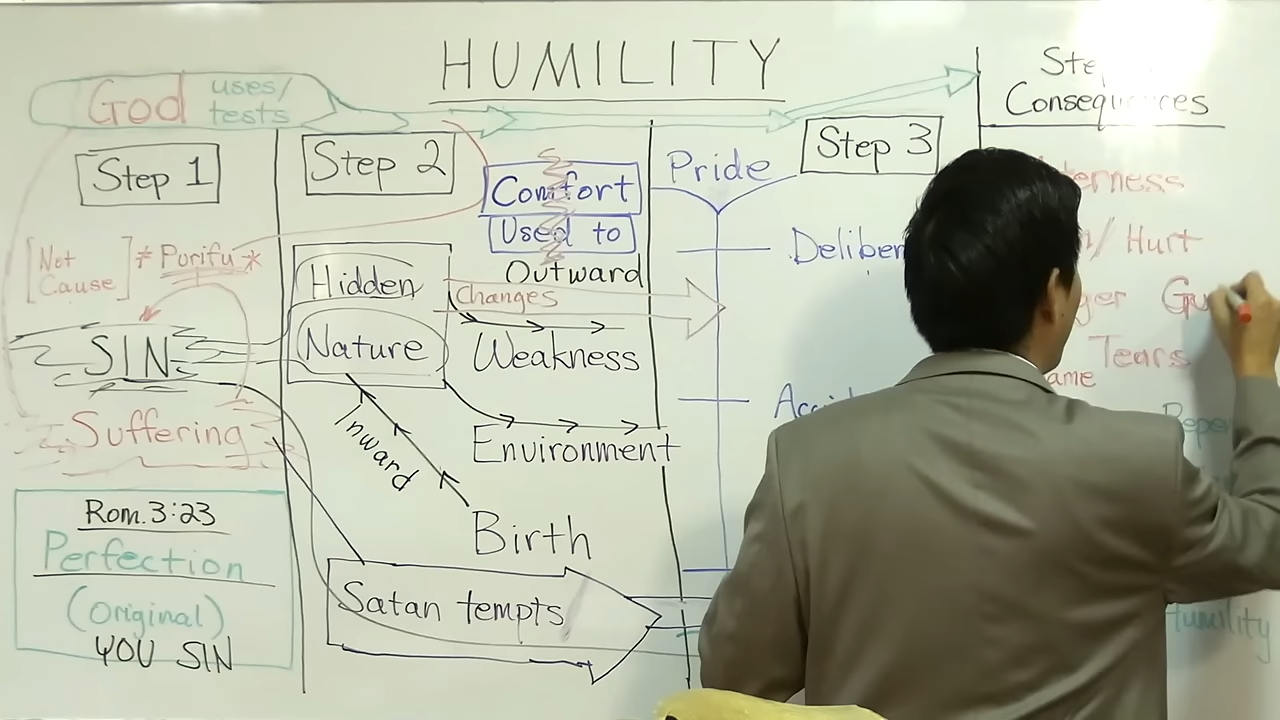 HUMILITY
God uses/
tests
Step 1
[Not
Cause] ≠ Purifu *
SIN
Suffering
Rom. 3:23
Perfection
(original)
YOU SIN
Step 2
Comfort
Used to
Outward
Hidden
Nature
Changes
Weakness
Environment
Inward
Birth
Satan tempts
Step 3
Pride
Consequences
Hurt
Tears
Humility